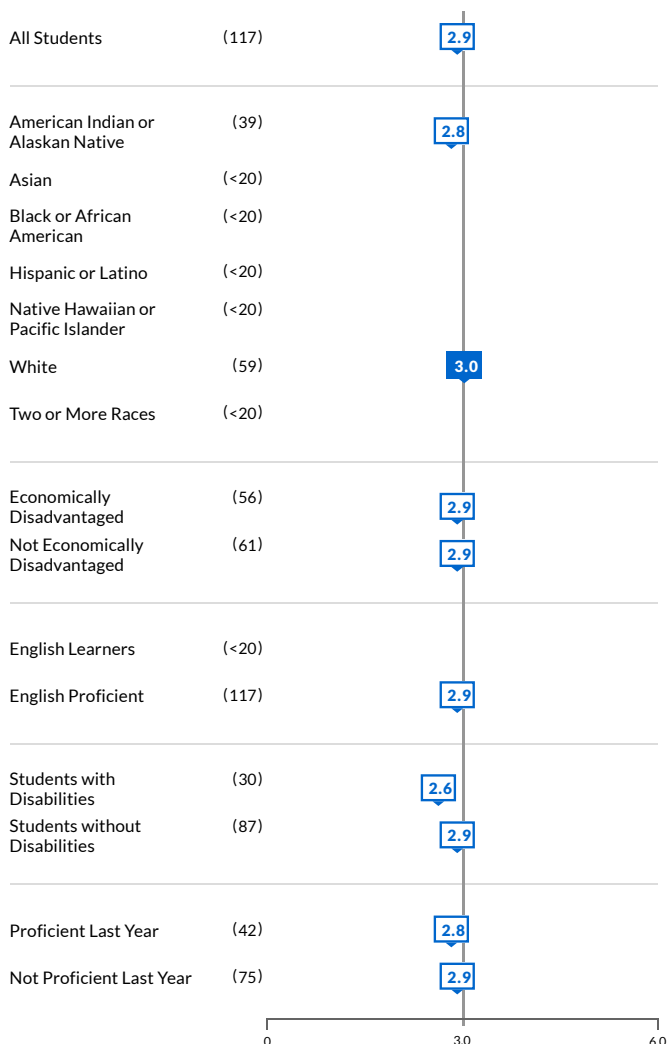 All Students (117) 2.9
American Indian or (39) 2.8
Alaskan Native
Asian (<20)
Black or African (<20)
American
Hispanic or Latino (<20)
Native Hawaiian or (<20)
Pacific Islander
White (59) 3.0
Two or More Races (<20)
Economically (56) 2.9
Disadvantaged
Not Economically (61) 2.9
Disadvantaged
English Learners (<20)
English Proficient (117) 2.9
Students with (30) 2.6
Disabilities
Students without (87) 2.9
Disabilities
Proficient Last Year (42) 2.8
Not Proficient Last Year (75) 2.9
0 3.0 6.0